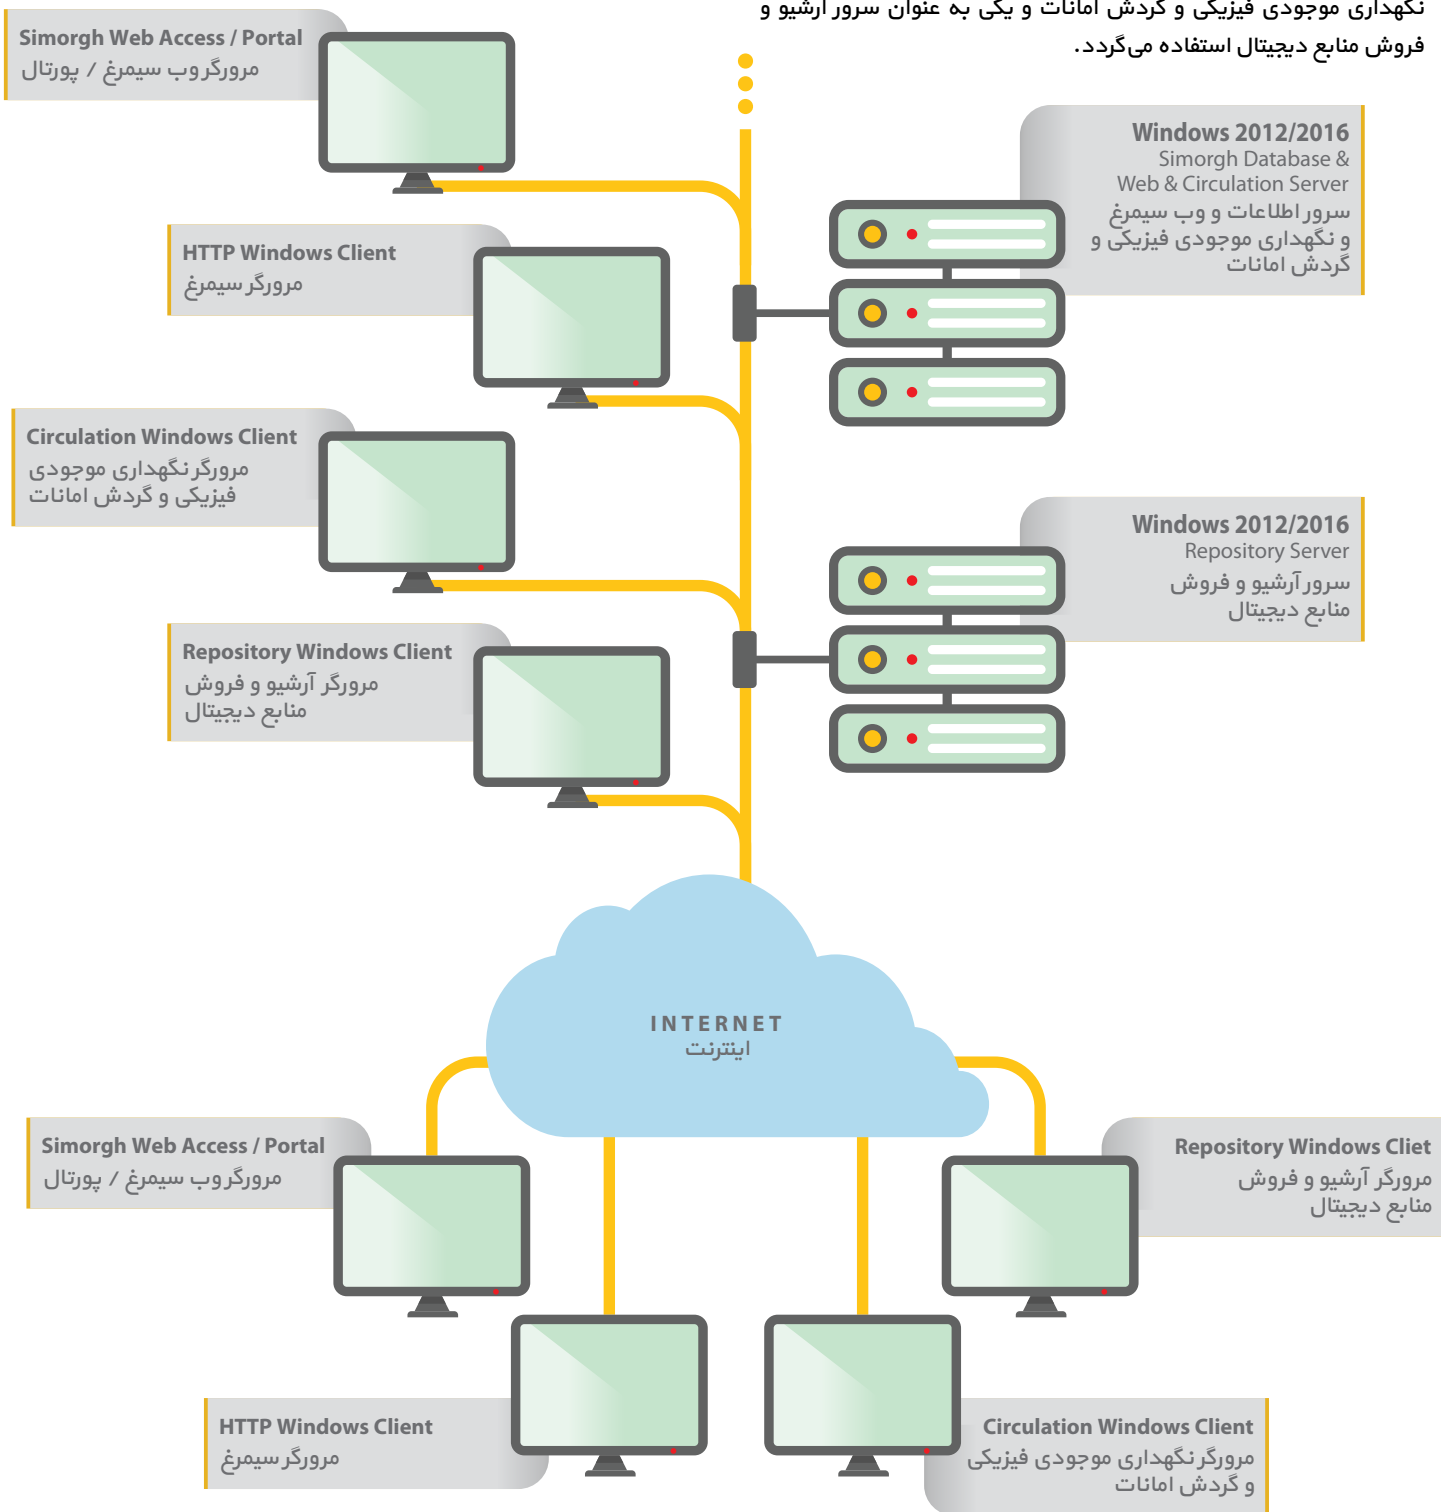 نگهداری موجودی فیزیکی و گردش امانات و یکی به عنوان سرور آرشیو و
فروش منابع دیجیتال استفاده می‌گردد.
Simorgh Web Access / Portal
مرورگر وب سیمرغ / پورتال
Windows 2012/2016
Simorgh Database &
Web & Circulation Server
سرور اطلاعات و وب سیمرغ
و نگهداری موجودی فیزیکی و
گردش امانات
HTTP Windows Client
مرورگر سیمرغ
Circulation Windows Client
مرورگر نگهداری موجودی
فیزیکی و گردش امانات
Windows 2012/2016
Repository Server
سرور آرشیو و فروش
منابع دیجیتال
Repository Windows Client
مرورگر آرشیو و فروش
منابع دیجیتال
INTERNET
اینترنت
Simorgh Web Access / Portal
مرورگر وب سیمرغ / پورتال
Repository Windows Cliet
مرورگر آرشیو و فروش
منابع دیجیتال
HTTP Windows Client
مرورگر سیمرغ
Circulation Windows Client
مرورگر نگهداری موجودی فیزیکی
و گردش امانات